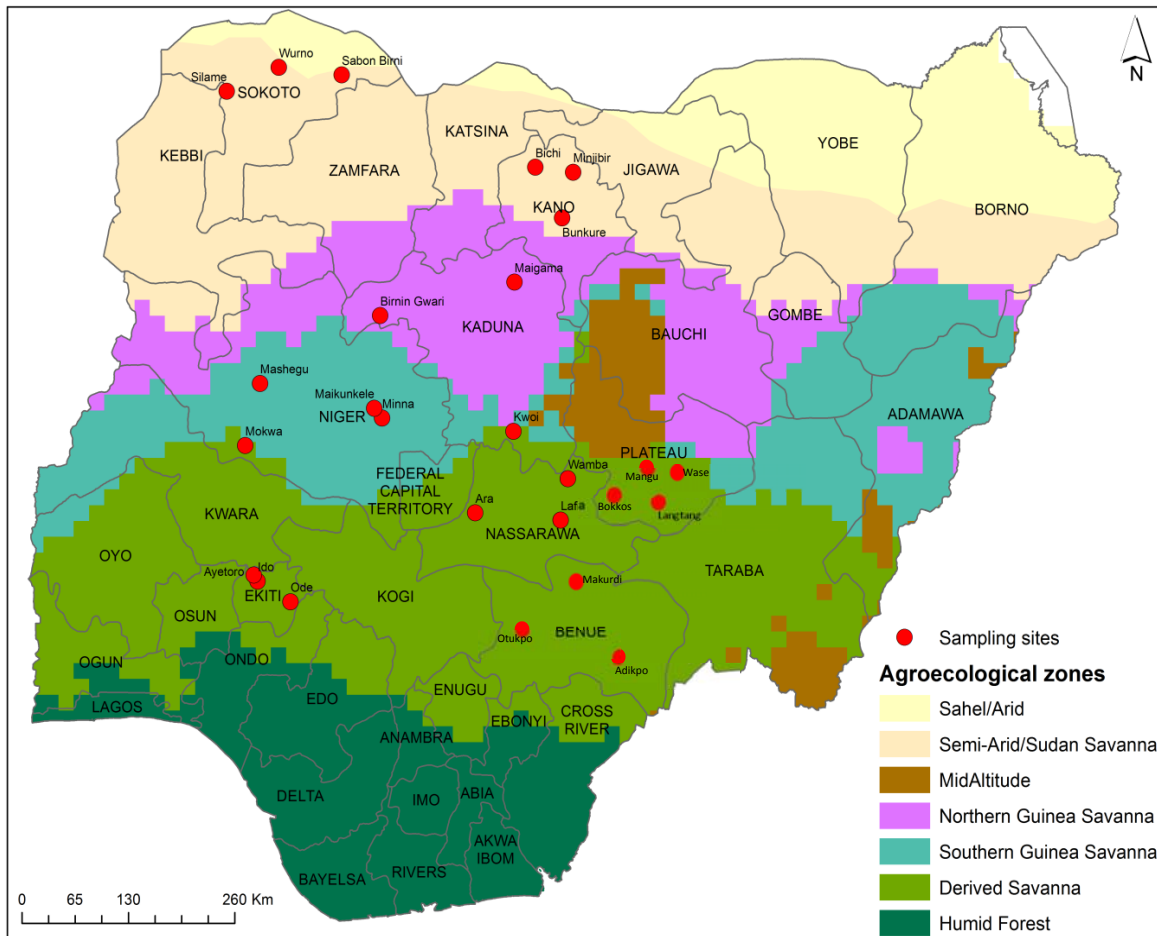 Wurno
Sabon Birni
Silame
SOKOTO
N
KATSINA
YOBE
KEBBI
ZAMFARA
Bichi
Minjibir
JIGAWA
KANO
BORNO
Bunkure
Maigama
Birnin Gwari
KADUNA
BAUCHI
GOMBE
Mashegu
Maikunkele
Minna
NIGER
ADAMAWA
Kwoi
Mokwa
PLATEAU
FEDERAL
CAPITAL
TERRITORY
Wamba
Mangu
Wase
Ara
Bokkos
Langtang
KWARA
Lafa
NASSARAWA
OYO
Ayetoro
Ido
EKITI
Ode
KOGI
Makurdi
TARABA
OSUN
Otukpo
BENUE
Sampling sites
OGUN
ONDO
Adikpo
Agroecological zones
LAGOS
EDO
ENUGU
EBONYI
CROSS
RIVER
Sahel/Arid
ANAMBRA
Semi-Arid/Sudan Savanna
MidAltitude
DELTA
IMO
ABIA
Northern Guinea Savanna
AKWA
IBOM
Southern Guinea Savanna
BAYELSA
RIVERS
Derived Savanna
0 65 130 260 Km
Humid Forest